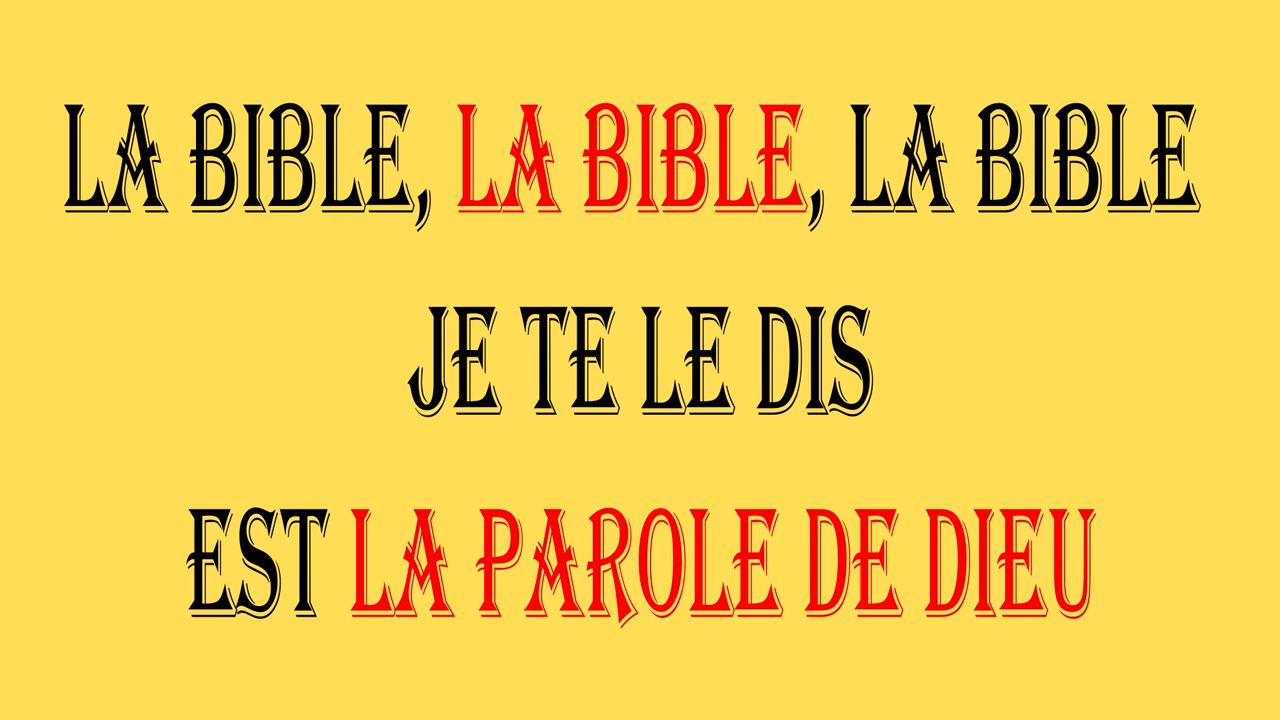 LA BIBLE, LA BIBLE, LA BIBLE
JE TE LE DIS
EST LA PAROLE DE DIEU